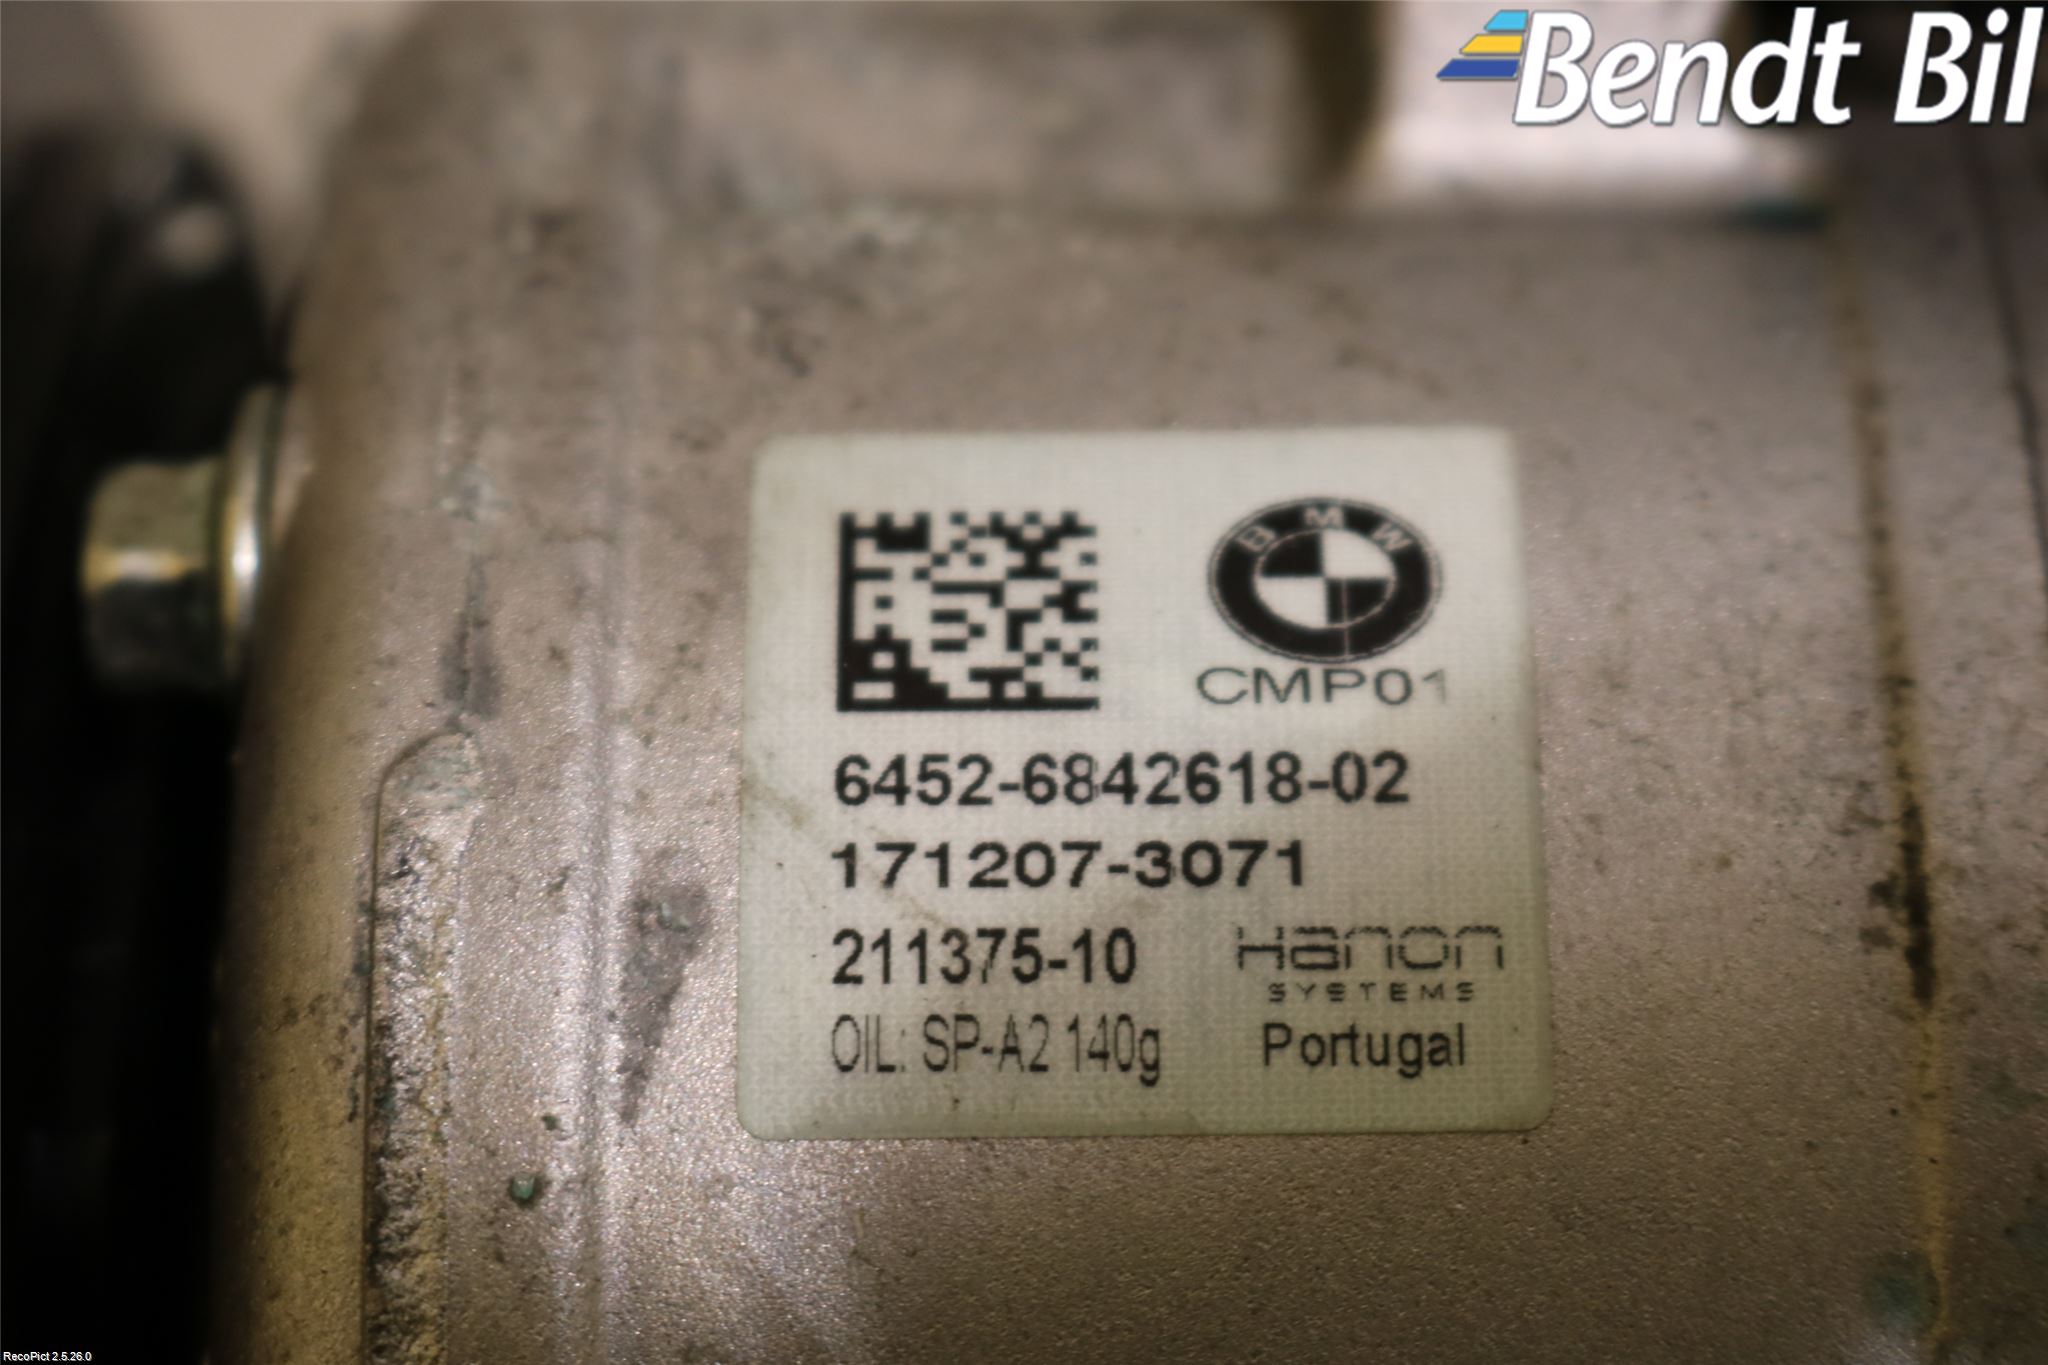 Bendt Bil
BMW
CMP01
6452-6842618-02
171207-3071
211375-10
Hanon
SYSTEMS
OIL: SP-A2 140g
Portugal
RecoPict 2.5.26.0